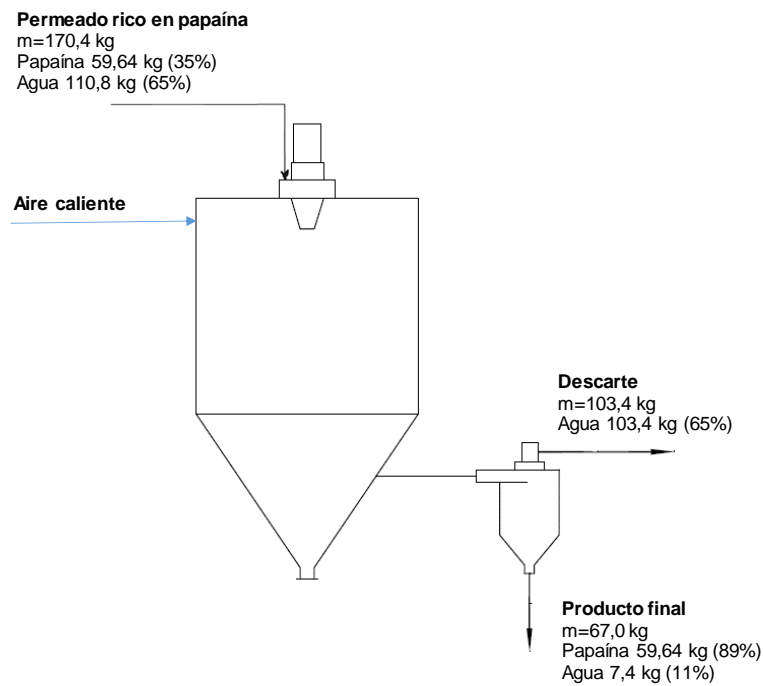 Permeado rico en papaína
m=170,4 kg
Papaína 59,64 kg (35%)
Agua 110,8 kg (65%)
Aire caliente
Descarte
m=103,4 kg
Agua 103,4 kg (65%)
Producto final
m=67,0 kg
Papaína 59,64 kg (89%)
Agua 7,4 kg (11%)